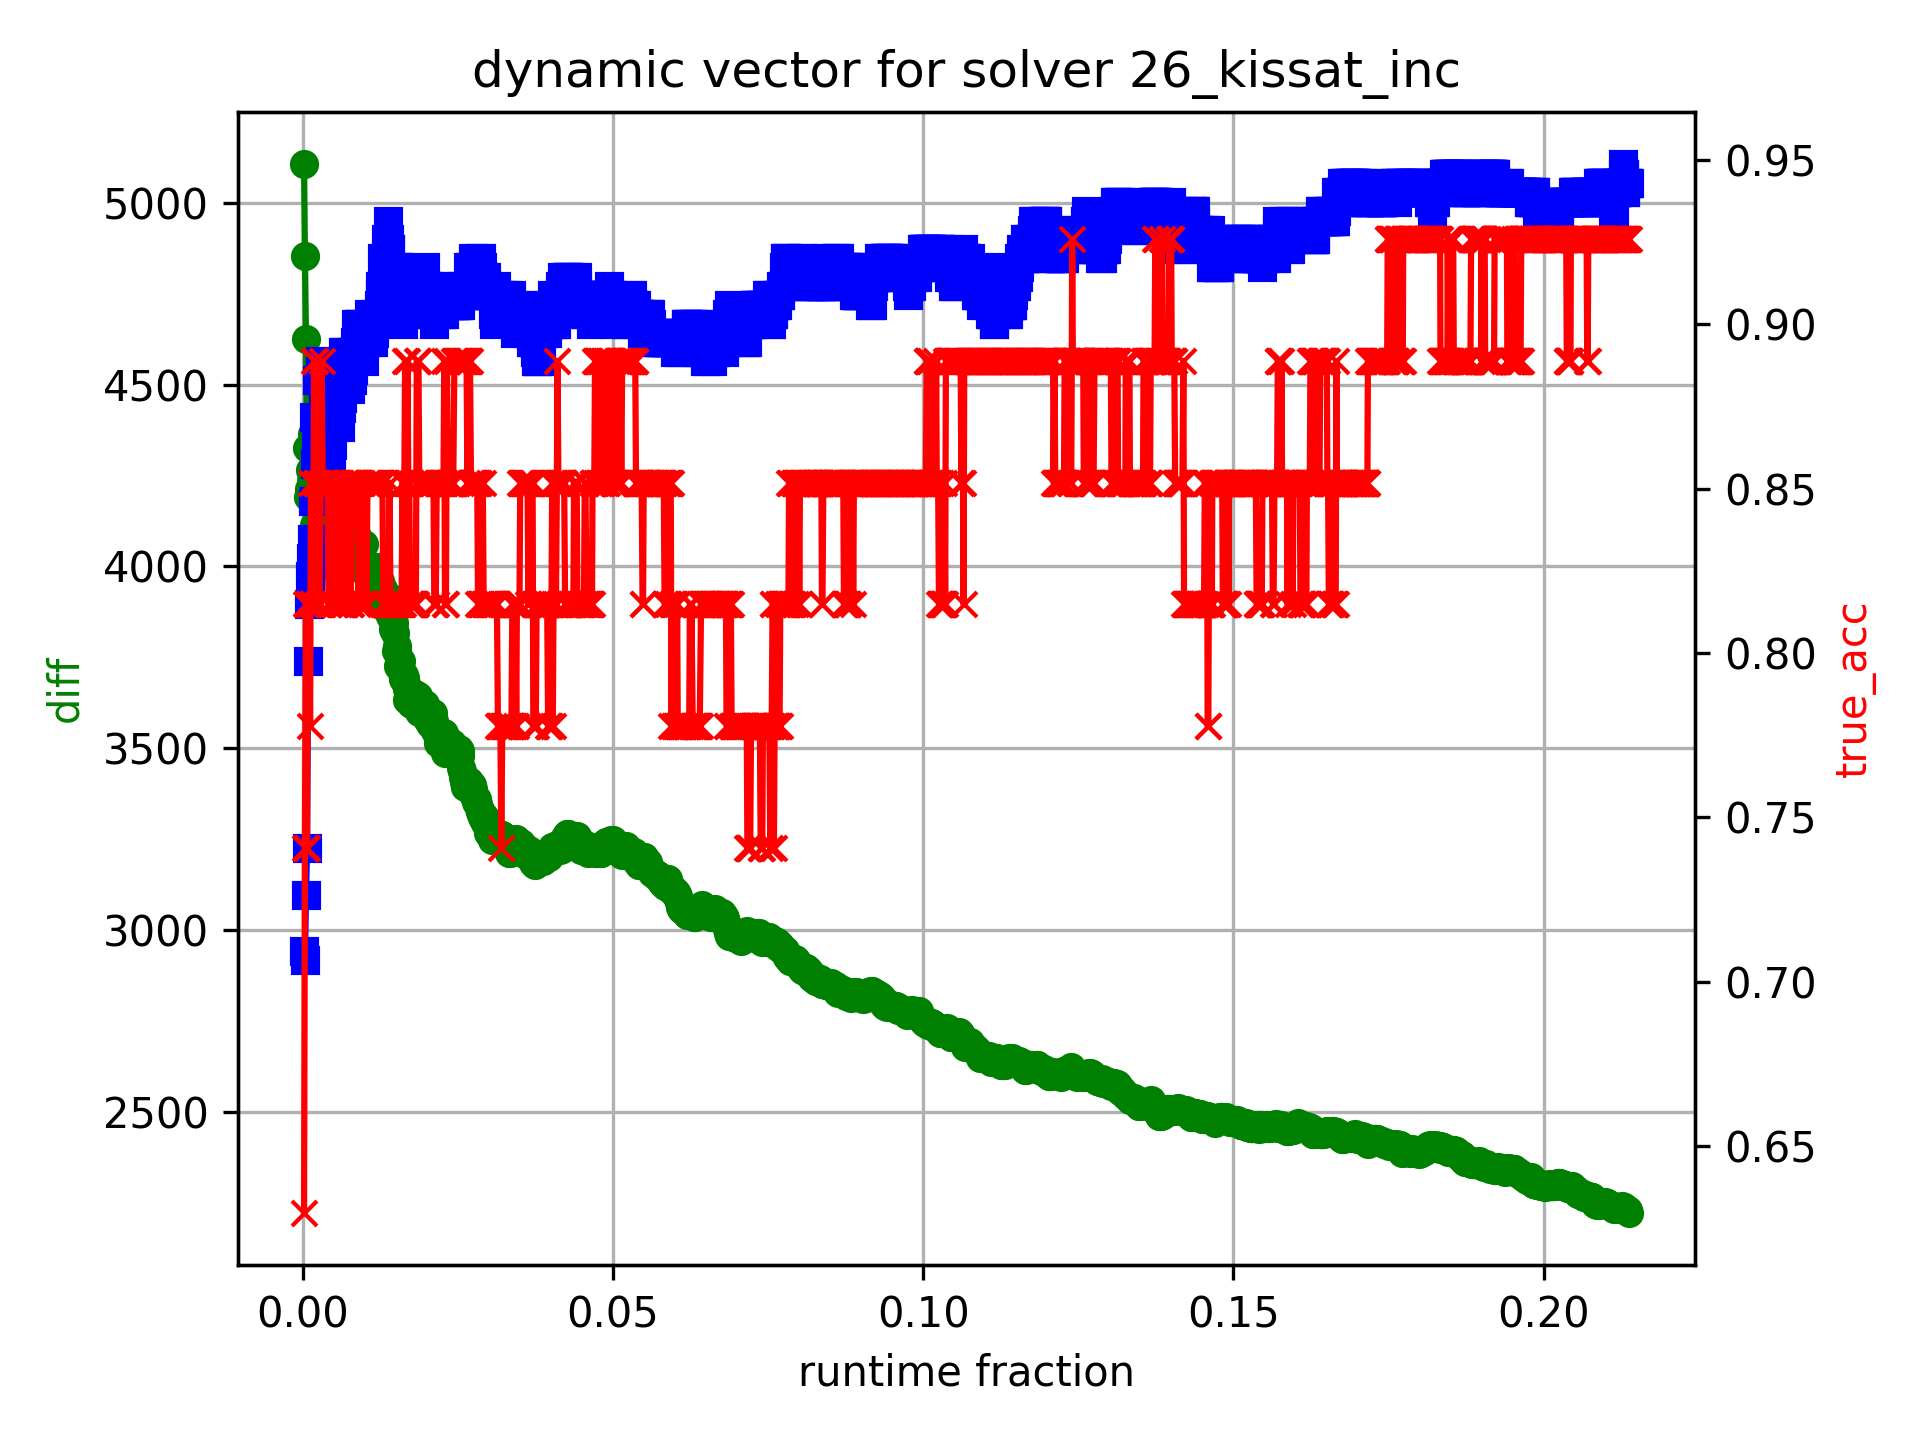 dynamic vector for solver 26_kissat_inc
5000
4500
4000
3500
3000
2500
diff
0.95
0.90
0.85
0.80
0.75
0.70
0.65
true_acc
0.00 0.05 0.10 0.15 0.20
runtime fraction